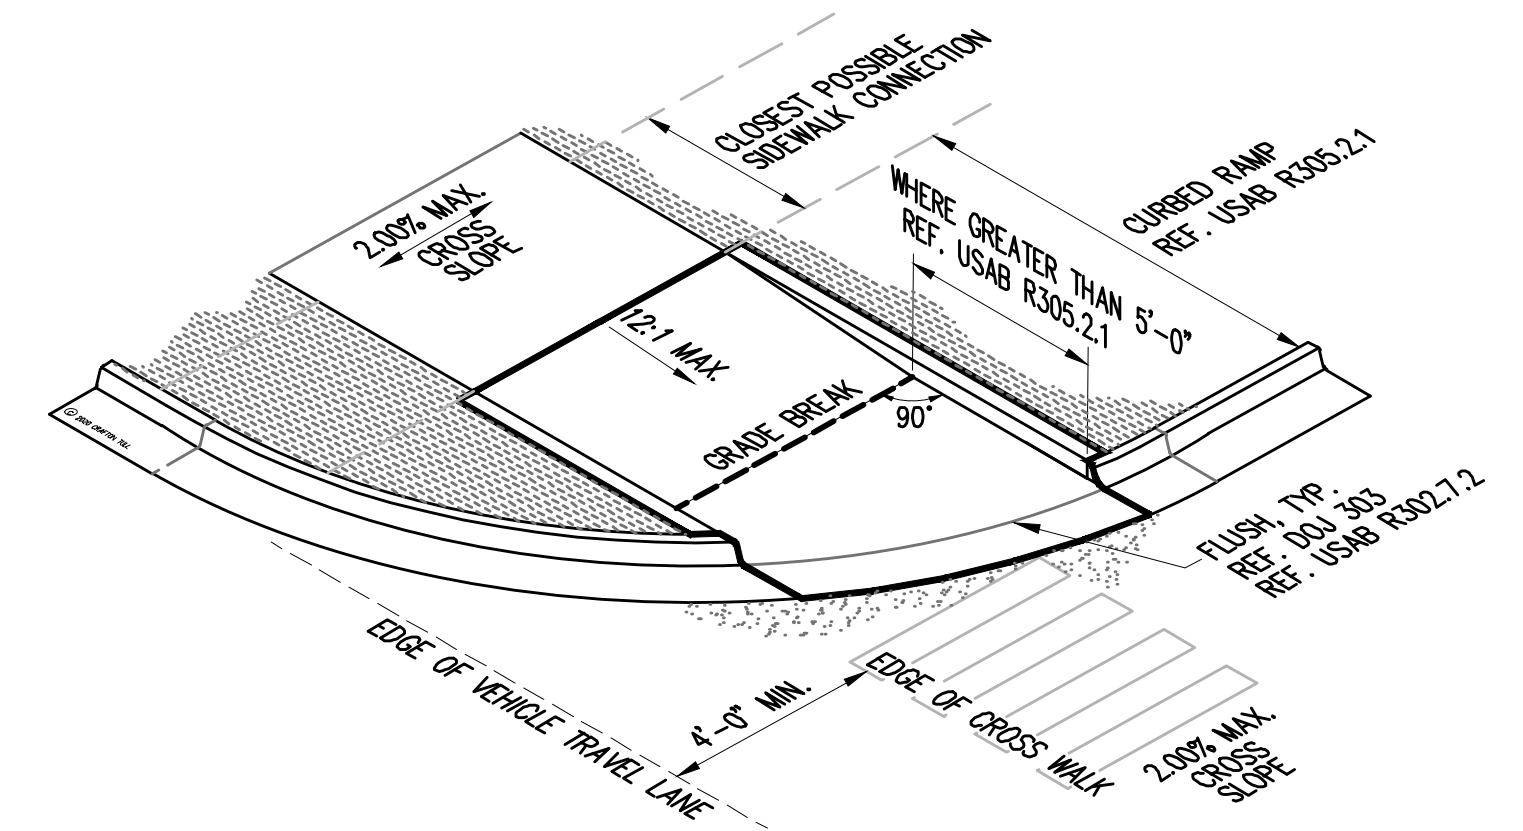 CLOSEST POSSIBLE
SIDEWALK CONNECTION
CURBED RAMP
REF. USAB R305.2.1
WHERE GREATER THAN 5'-0"
REF. USAB R305.2.1
2.00% MAX.
CROSS
SLOPE
12:1 MAX.
GRADE BREAK
90°
© 2020 CRAFTON TULL
FLUSH, TYP.
REF. DOJ 303
REF. USAB R302.7.2
EDGE OF VEHICLE TRAVEL LANE
4'-0" MIN.
EDGE OF CROSS WALK
2.00% MAX.
CROSS
SLOPE